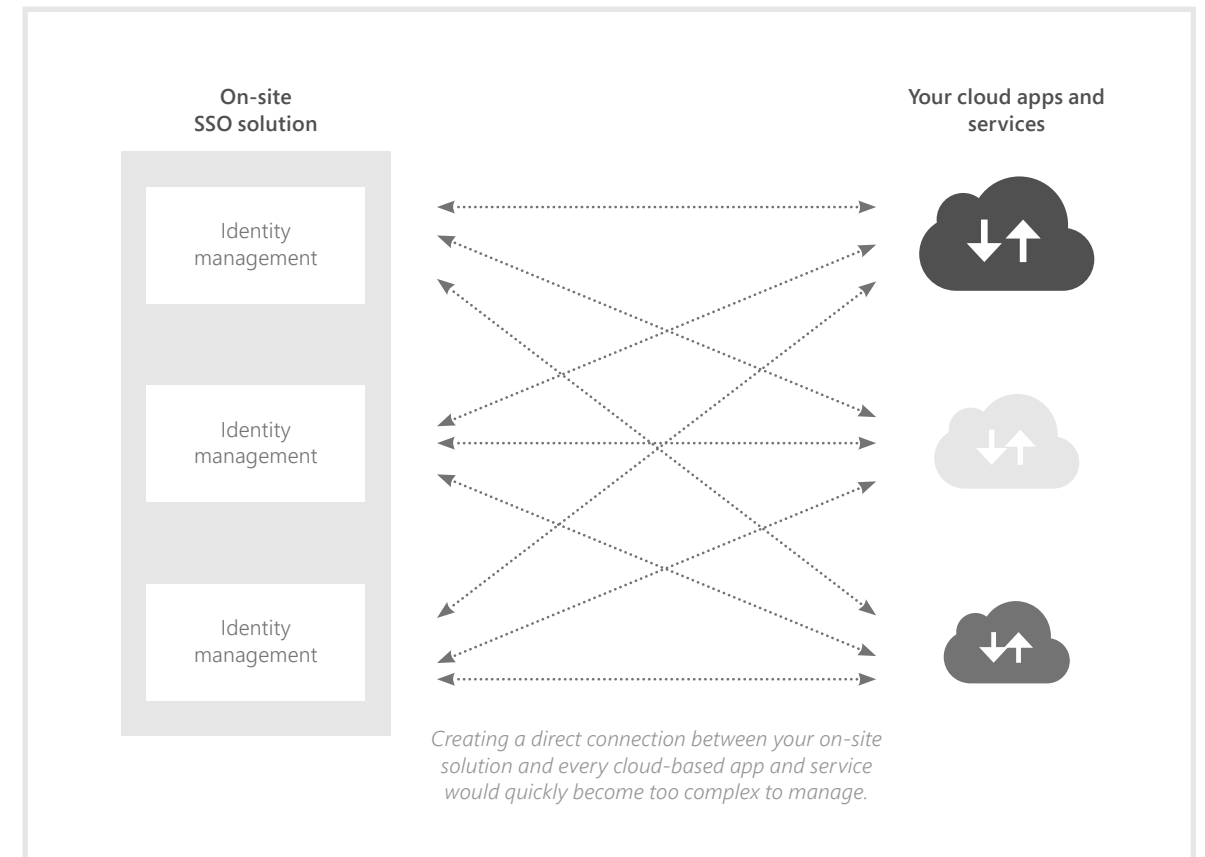 On-site
SSO solution
Your cloud apps and
services
Identity
management
Identity
management
Identity
management
Creating a direct connection between your on-site
solution and every cloud-based app and service
would quickly become too complex to manage.